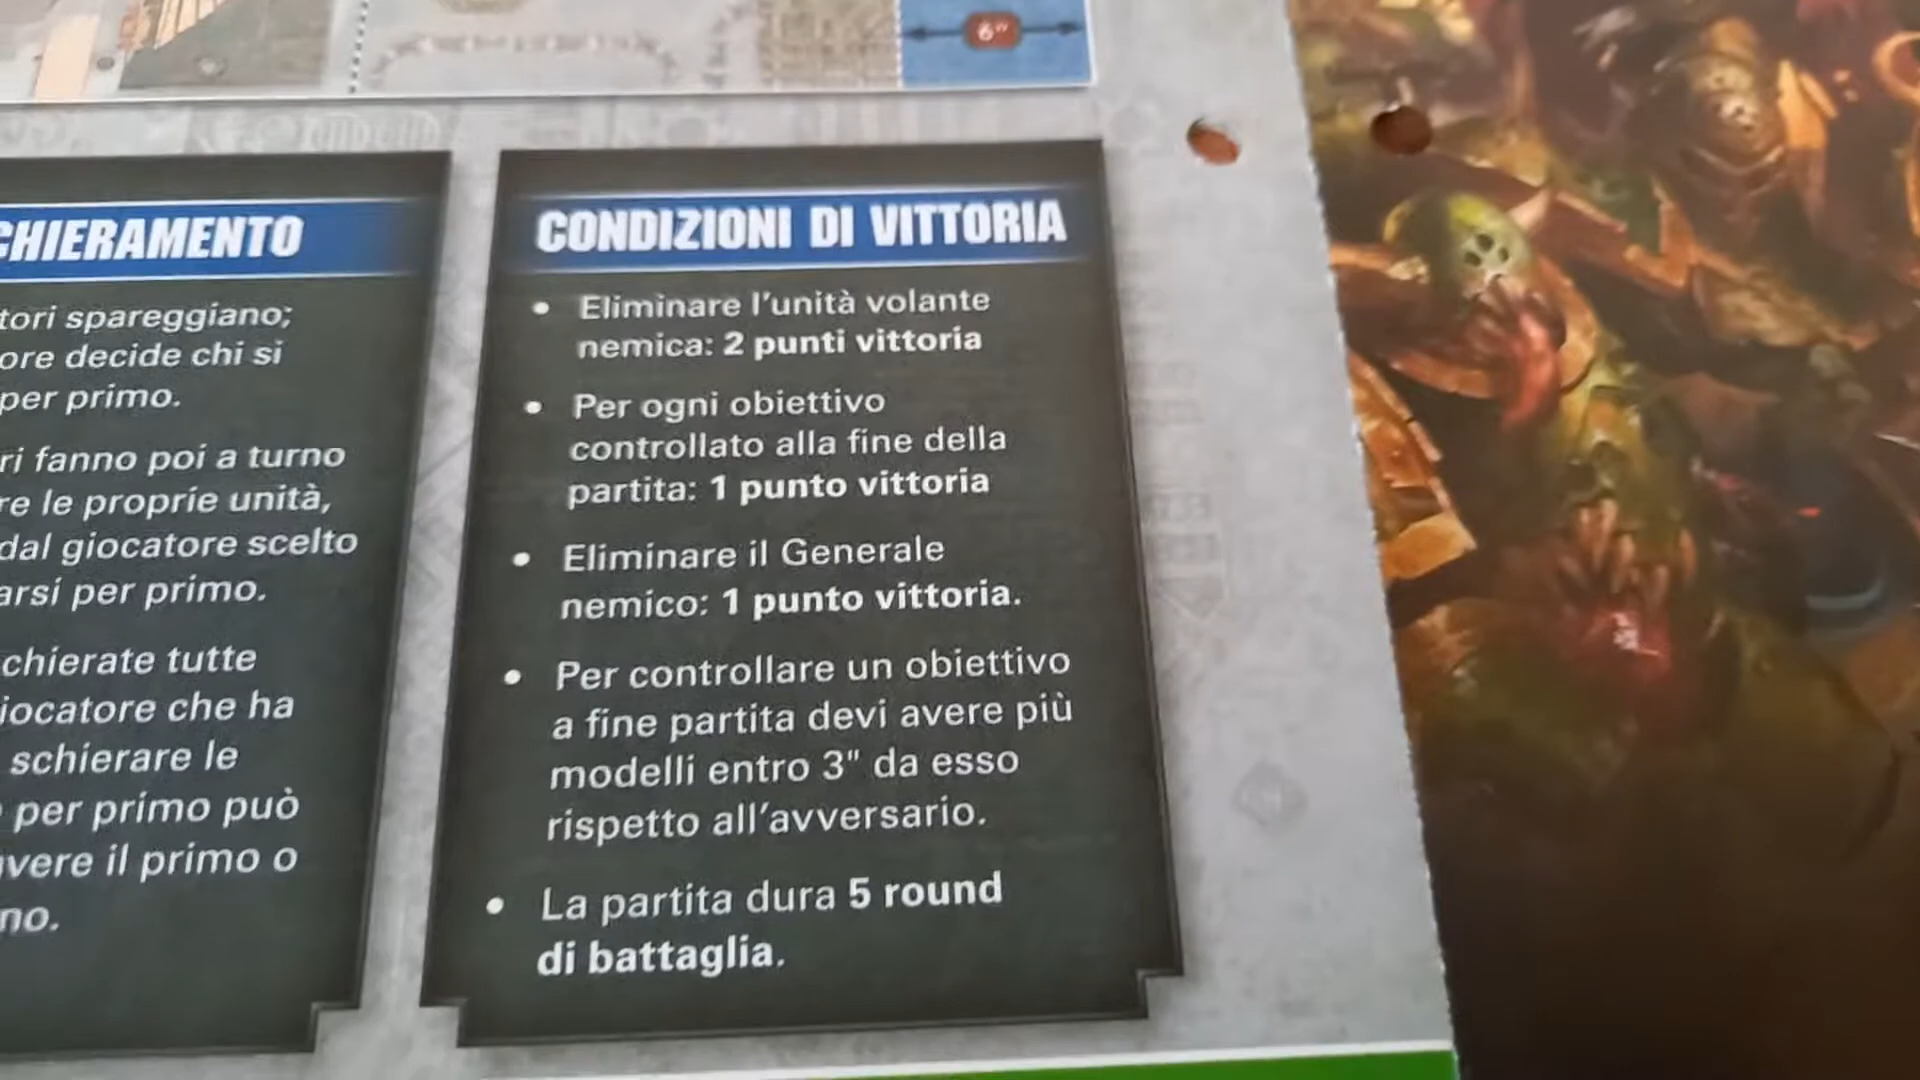 6"
CHIERAMENTO
tori spareggiano;
ore decide chi si
per primo.
ri fanno poi a turno
re le proprie unità,
dal giocatore scelto
arsi per primo.
chierate tutte
iocatore che ha
schierare le
per primo può
vere il primo o
no.
CONDIZIONI DI VITTORIA
• Eliminare l'unità volante
nemica: 2 punti vittoria
• Per ogni obiettivo
controllato alla fine della
partita: 1 punto vittoria
• Eliminare il Generale
nemico: 1 punto vittoria.
• Per controllare un obiettivo
a fine partita devi avere più
modelli entro 3" da esso
rispetto all'avversario.
• La partita dura 5 round
di battaglia.